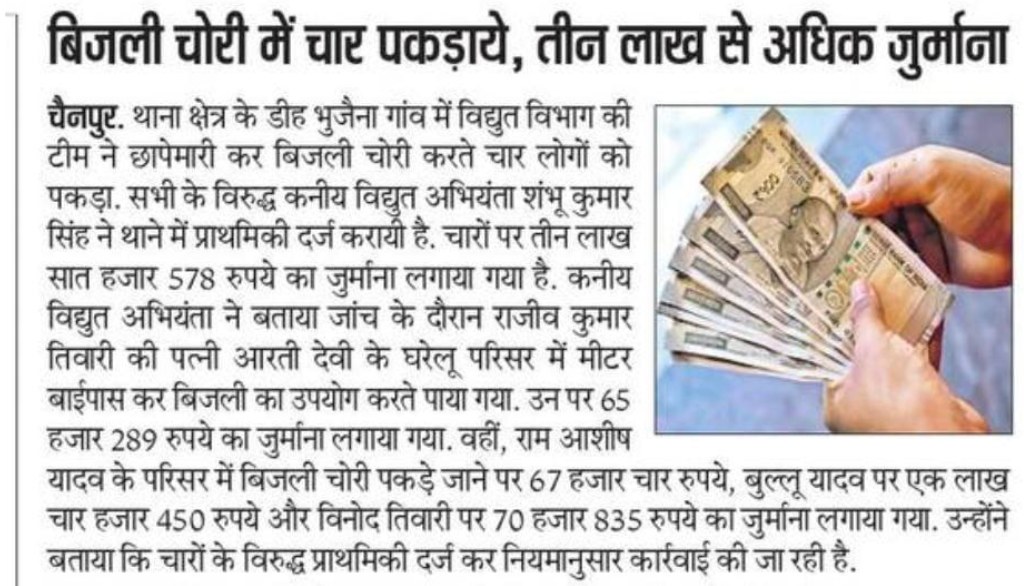 बिजली चोरी में चार पकड़ाये, तीन लाख से अधिक जुर्माना
चैनपुर. थाना क्षेत्र के डीह भुजैना गांव में विद्युत विभाग की
टीम ने छापेमारी कर बिजली चोरी करते चार लोगों को
पकड़ा. सभी के विरुद्ध कनीय विद्युत अभियंता शंभू कुमार
सिंह ने थाने में प्राथमिकी दर्ज करायी है. चारों पर तीन लाख
सात हजार 578 रुपये का जुर्माना लगाया गया है. कनीय
विद्युत अभियंता ने बताया जांच के दौरान राजीव कुमार
तिवारी की पत्नी आरती देवी के घरेलू परिसर में मीटर
बाईपास कर बिजली का उपयोग करते पाया गया. उन पर 65
हजार 289 रुपये का जुर्माना लगाया गया. वहीं, राम आशीष
यादव के परिसर में बिजली चोरी पकड़े जाने पर 67 हजार चार रुपये, बुल्लू यादव पर एक लाख
चार हजार 450 रुपये और विनोद तिवारी पर 70 हजार 835 रुपये का जुर्माना लगाया गया. उन्होंने
बताया कि चारों के विरुद्ध प्राथमिकी दर्ज कर नियमानुसार कार्रवाई की जा रही है.
₹500